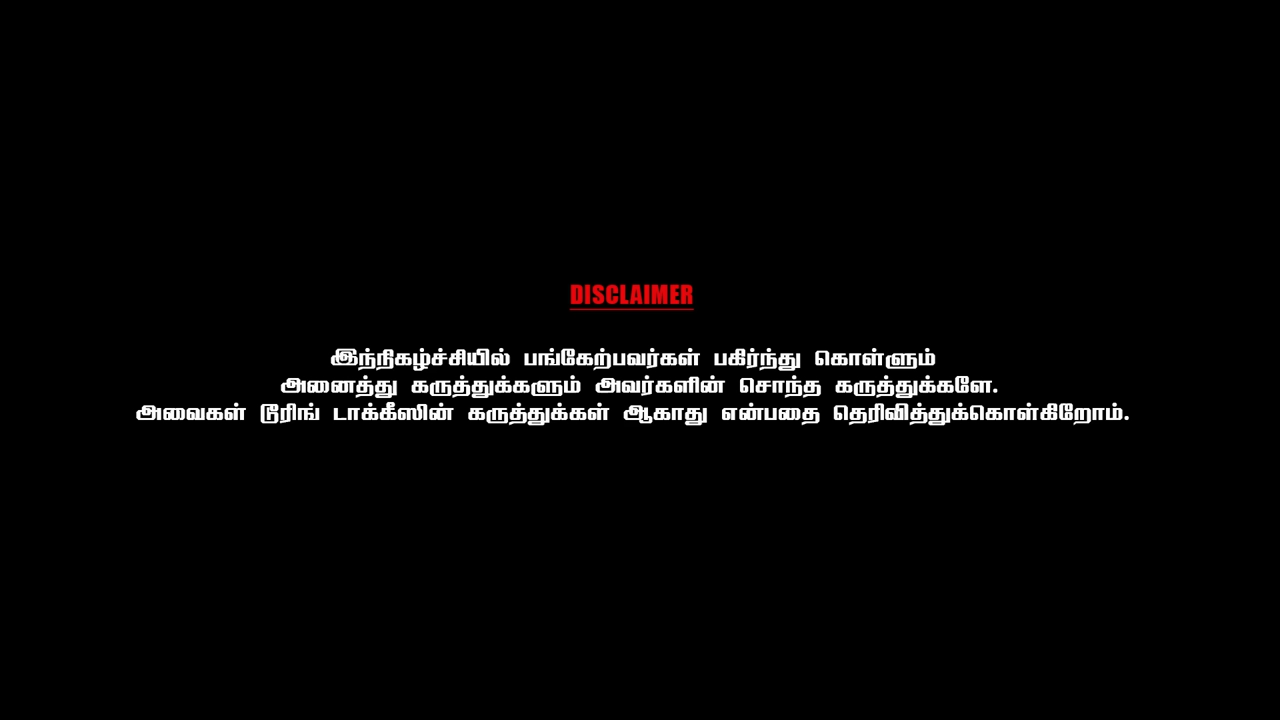 DISCLAIMER
இந்நிகழ்ச்சியில் பங்கேற்பவர்கள் பகிர்ந்து கொள்ளும்
அனைத்து கருத்துக்களும் அவர்களின் சொந்த கருத்துக்களே.
அவைகள் டூரிங் டாக்கீஸின் கருத்துக்கள் ஆகாது என்பதை தெரிவித்துக்கொள்கிறோம்.